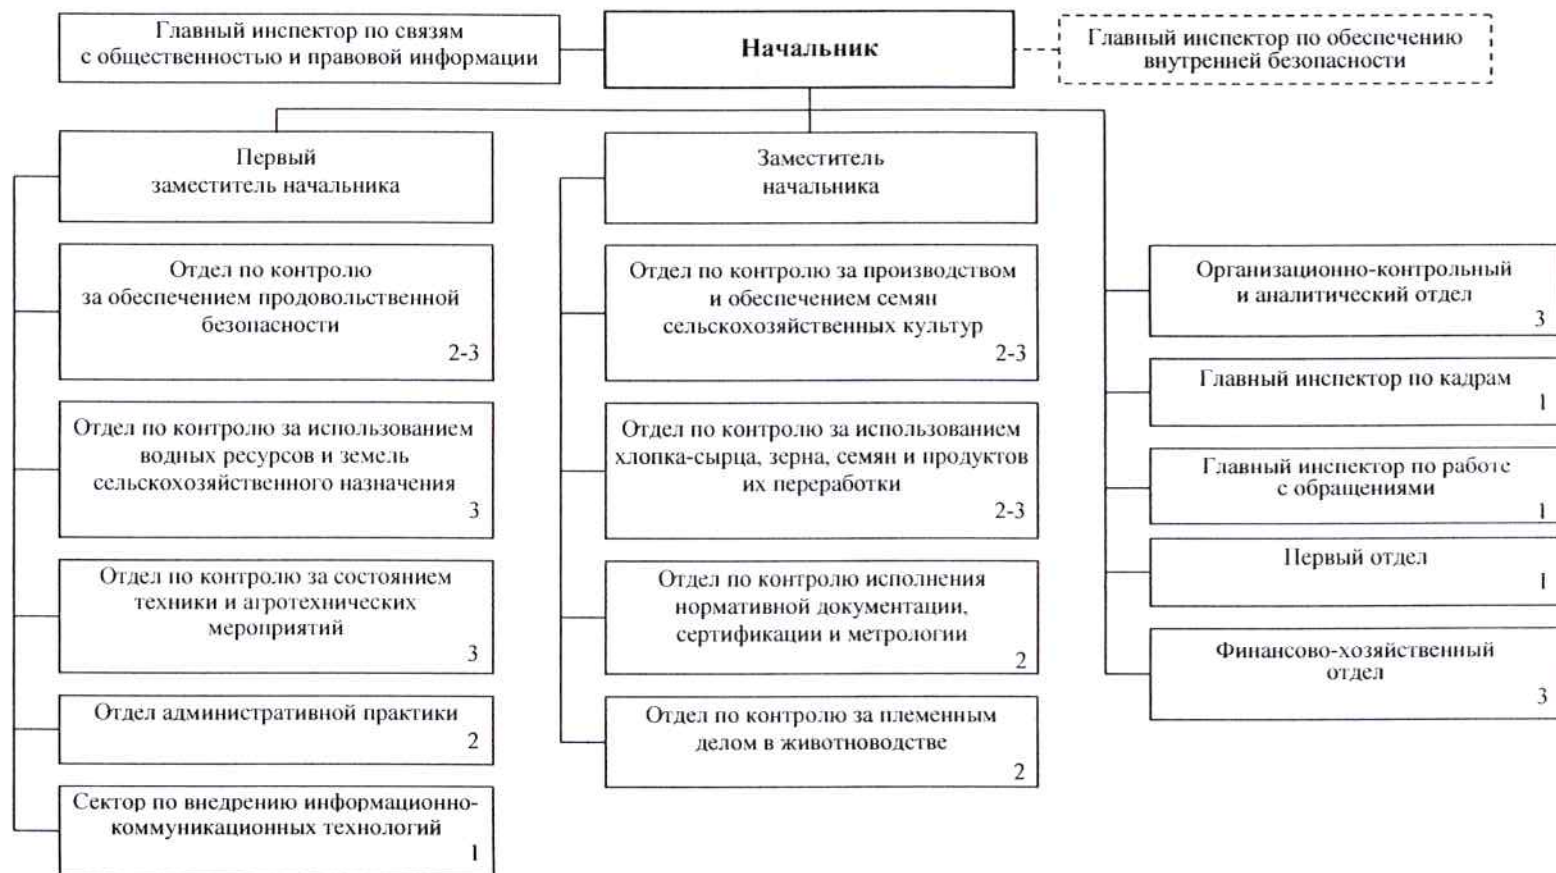 Главный инспектор по связям
с общественностью и правовой информации
Начальник
Главный инспектор по обеспечению
внутренней безопасности
Первый
заместитель начальника
Отдел по контролю
за обеспечением продовольственной
безопасности
2-3
Отдел по контролю за использованием
водных ресурсов и земель
сельскохозяйственного назначения
3
Отдел по контролю за состоянием
техники и агротехнических
мероприятий
3
Отдел административной практики
2
Сектор по внедрению информационно-
коммуникационных технологий
1
Заместитель
начальника
Отдел по контролю за производством
и обеспечением семян
сельскохозяйственных культур
2-3
Отдел по контролю за использованием
хлопка-сырца, зерна, семян и продуктов
их переработки
2-3
Отдел по контролю исполнения
нормативной документации,
сертификации и метрологии
2
Отдел по контролю за племенным
делом в животноводстве
2
Организационно-контрольный
и аналитический отдел
3
Главный инспектор по кадрам
1
Главный инспектор по работе
с обращениями
1
Первый отдел
1
Финансово-хозяйственный
отдел
3